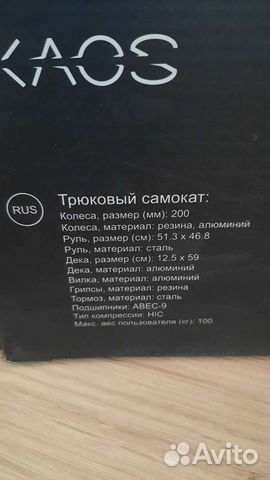 KAOS
RUS
Трюковый самокат:
Колеса, размер (мм): 200
Колеса, материал: резина, алюминий
Руль, размер (см): 51.3 x 46.8
Руль, материал: сталь
Дека, размер (см): 12.5 x 59
Дека, материал: алюминий
Вилка, материал: алюминий
Грипсы, материал: резина
Тормоз, материал: сталь
Подшипники: ABEC-9
Тип компрессии: HIC
Макс. вес пользователя (кг): 100
Avito